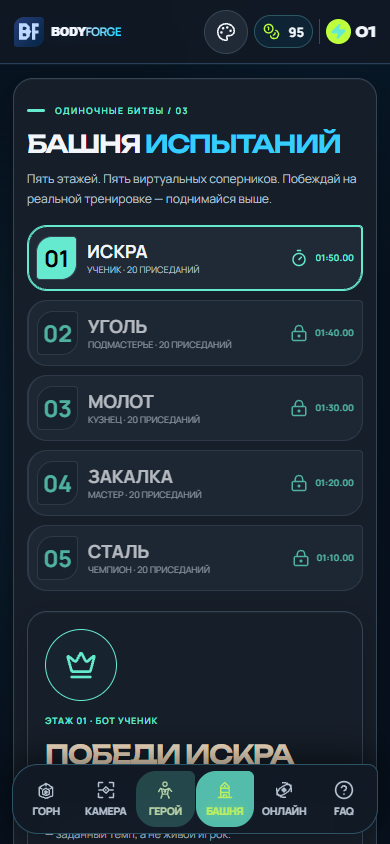 BF BODYFORGE 95 01
ОДИНОЧНЫЕ БИТВЫ / 03
БАШНЯ ИСПЫТАНИЙ
Пять этажей. Пять виртуальных соперников. Побеждай на
реальной тренировке — поднимайся выше.
01 ИСКРА 01:50.00
УЧЕНИК · 20 ПРИСЕДАНИЙ
02 УГОЛЬ 01:40.00
ПОДМАСТЕРЬЕ · 20 ПРИСЕДАНИЙ
03 МОЛОТ 01:30.00
КУЗНЕЦ · 20 ПРИСЕДАНИЙ
04 ЗАКАЛКА 01:20.00
МАСТЕР · 20 ПРИСЕДАНИЙ
05 СТАЛЬ 01:10.00
ЧЕМПИОН · 20 ПРИСЕДАНИЙ
ЭТАЖ 01 · БОТ УЧЕНИК
ПОБЕДИ ИСКРА
ГОРН КАМЕРА ГЕРОЙ БАШНЯ ОНЛАЙН FAQ
— заданный темп, а не живой игрок.